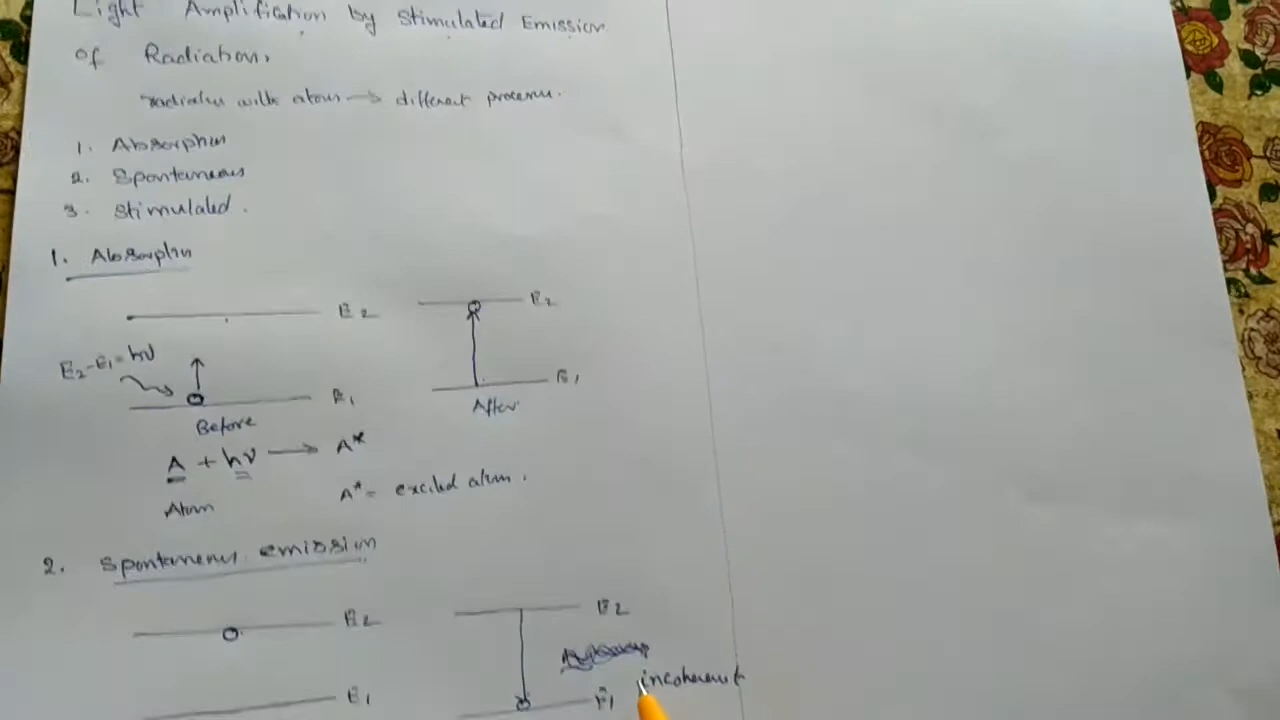 Light Amplification by Stimulated Emission
of Radiation.
with atom → different process.
1. Absorption
2. Spontaneous
3. Stimulated.
1. Absorption
E2
E2
E2-E1=hν
E1
E1
Before
After
A + hν → A*
Atom
A* = excited atom.
2. Spontaneous emission
E2
E2
incoherent
E1
E1